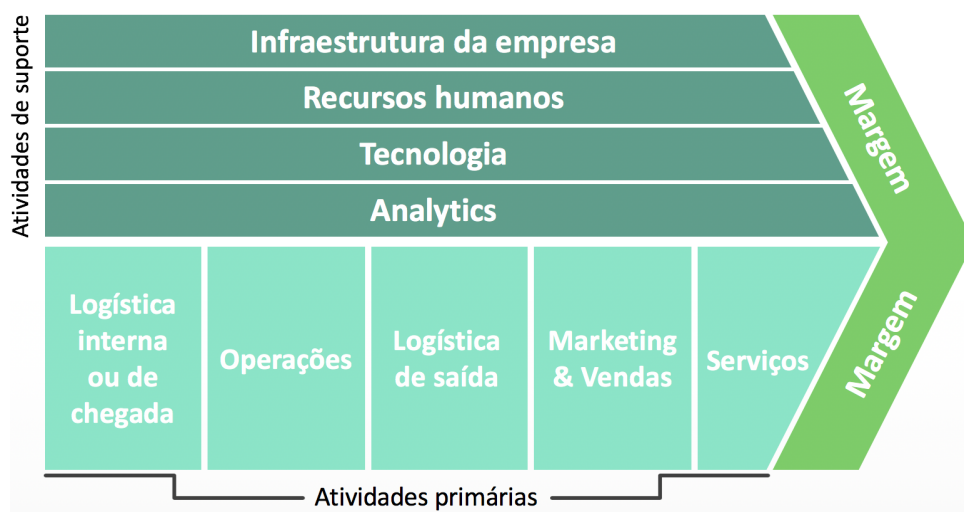 Atividades de suporte
Infraestrutura da empresa
Recursos humanos
Tecnologia
Analytics
Margem
Logística
interna
ou de
chegada
Operações
Logística
de saída
Marketing
& Vendas
Serviços
Margem
Atividades primárias